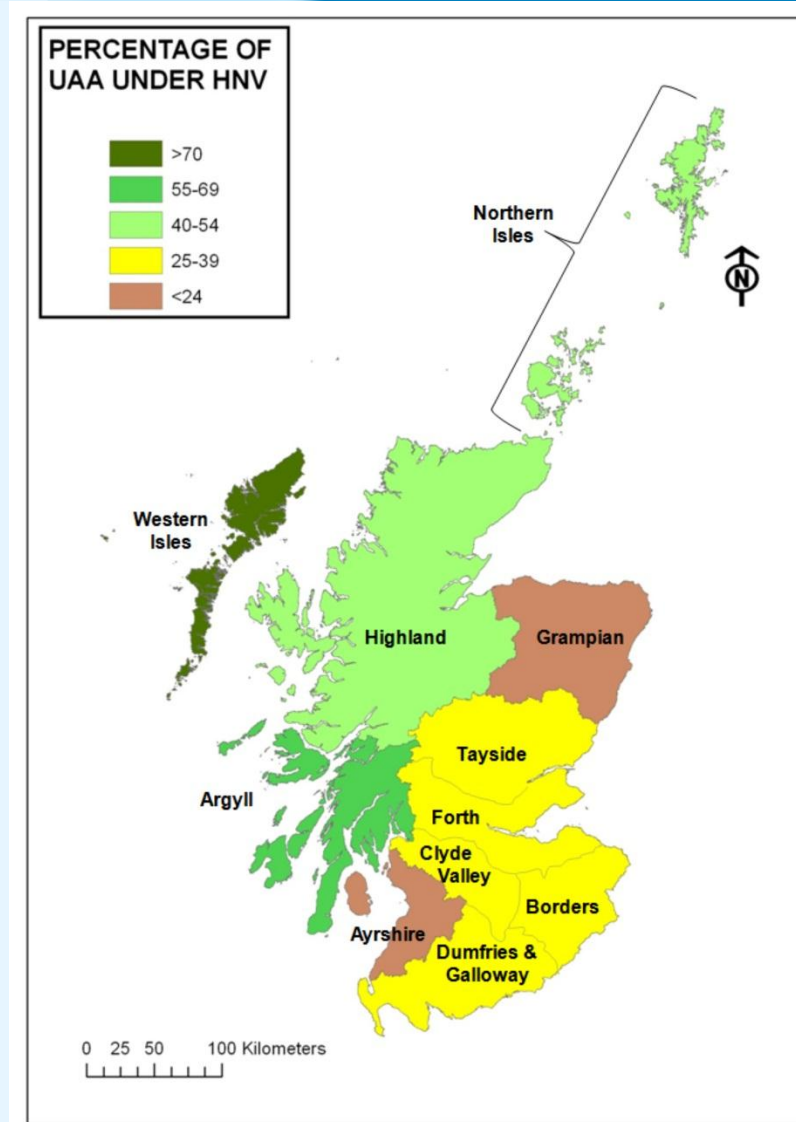 PERCENTAGE OF
UAA UNDER HNV
>70
55-69
40-54
25-39
<24
Northern
Isles
N
Western
Isles
Highland
Grampian
Tayside
Argyll
Forth
Clyde
Valley
Borders
Ayrshire
Dumfries &
Galloway
0 25 50 100 Kilometers